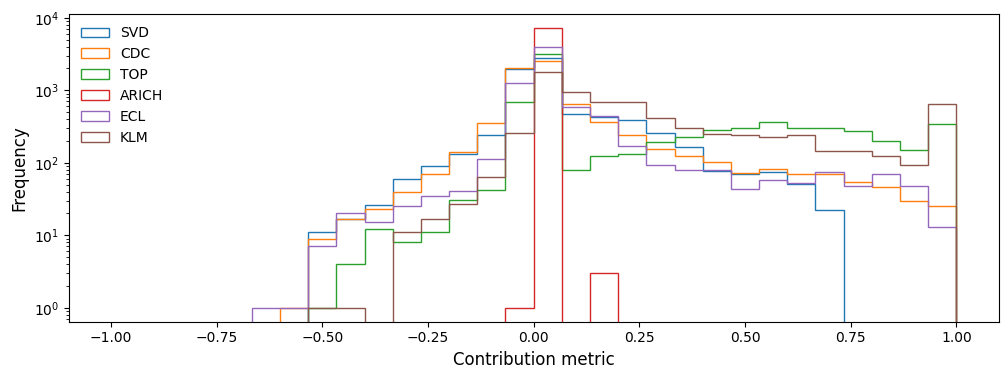 10⁴
10³
10²
10¹
10⁰
Frequency
SVD
CDC
TOP
ARICH
ECL
KLM
−1.00 −0.75 −0.50 −0.25 0.00 0.25 0.50 0.75 1.00
Contribution metric